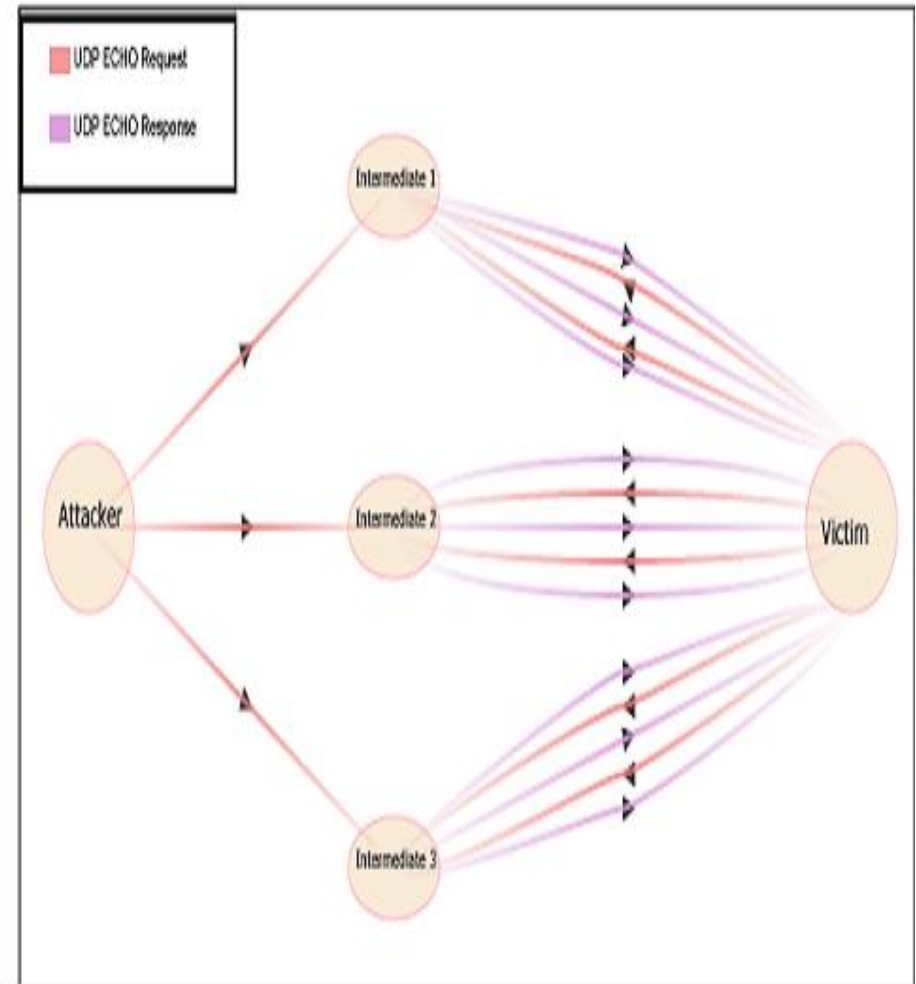 UDP ECHO Request
UDP ECHO Response
Intermediate 1
Attacker
Intermediate 2
Victim
Intermediate 3